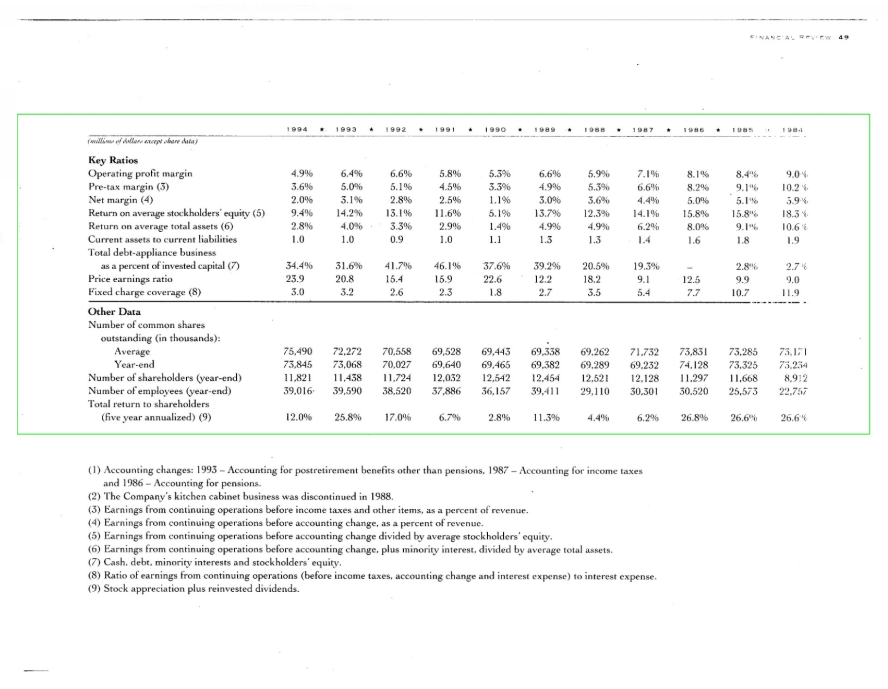 FINANCIAL REVIEW 49
1994 ★ 1993 ★ 1992 ★ 1991 ★ 1990 ★ 1989 ★ 1988 ★ 1987 ★ 1986 ★ 1985 1984
(millions of dollars except share data)
Key Ratios
Operating profit margin 4.9% 6.4% 6.6% 5.8% 5.3% 6.6% 5.9% 7.1% 8.1% 8.4% 9.0%
Pre-tax margin (3) 3.6% 5.0% 5.1% 4.5% 3.3% 4.9% 5.3% 6.6% 8.2% 9.1% 10.2%
Net margin (4) 2.0% 3.1% 2.8% 2.5% 1.1% 3.0% 3.6% 4.4% 5.0% 5.1% 5.9%
Return on average stockholders' equity (5) 9.4% 14.2% 13.1% 11.6% 5.1% 13.7% 12.3% 14.1% 15.8% 15.8% 18.3%
Return on average total assets (6) 2.8% 4.0% 3.3% 2.9% 1.4% 4.9% 4.9% 6.2% 8.0% 9.1% 10.6%
Current assets to current liabilities 1.0 1.0 0.9 1.0 1.1 1.3 1.3 1.4 1.6 1.8 1.9
Total debt-appliance business
as a percent of invested capital (7) 34.4% 31.6% 41.7% 46.1% 37.6% 39.2% 20.5% 19.3% – 2.8% 2.7%
Price earnings ratio 23.9 20.8 15.4 15.9 22.6 12.2 18.2 9.1 12.5 9.9 9.0
Fixed charge coverage (8) 3.0 3.2 2.6 2.3 1.8 2.7 3.5 5.4 7.7 10.7 11.9
Other Data
Number of common shares
outstanding (in thousands):
Average 75,490 72,272 70,558 69,528 69,443 69,338 69,262 71,732 73,831 73,285 73,171
Year-end 73,845 73,068 70,027 69,640 69,465 69,382 69,289 69,232 74,128 73,325 73,234
Number of shareholders (year-end) 11,821 11,438 11,724 12,032 12,542 12,454 12,521 12,128 11,297 11,668 8,912
Number of employees (year-end) 39,016 39,590 38,520 37,886 36,157 39,411 29,110 30,301 30,520 25,573 22,757
Total return to shareholders
(five year annualized) (9) 12.0% 25.8% 17.0% 6.7% 2.8% 11.3% 4.4% 6.2% 26.8% 26.6% 26.6%
(1) Accounting changes: 1993 – Accounting for postretirement benefits other than pensions, 1987 – Accounting for income taxes
and 1986 – Accounting for pensions.
(2) The Company's kitchen cabinet business was discontinued in 1988.
(3) Earnings from continuing operations before income taxes and other items, as a percent of revenue.
(4) Earnings from continuing operations before accounting change, as a percent of revenue.
(5) Earnings from continuing operations before accounting change divided by average stockholders' equity.
(6) Earnings from continuing operations before accounting change, plus minority interest, divided by average total assets.
(7) Cash, debt, minority interests and stockholders' equity.
(8) Ratio of earnings from continuing operations (before income taxes, accounting change and interest expense) to interest expense.
(9) Stock appreciation plus reinvested dividends.